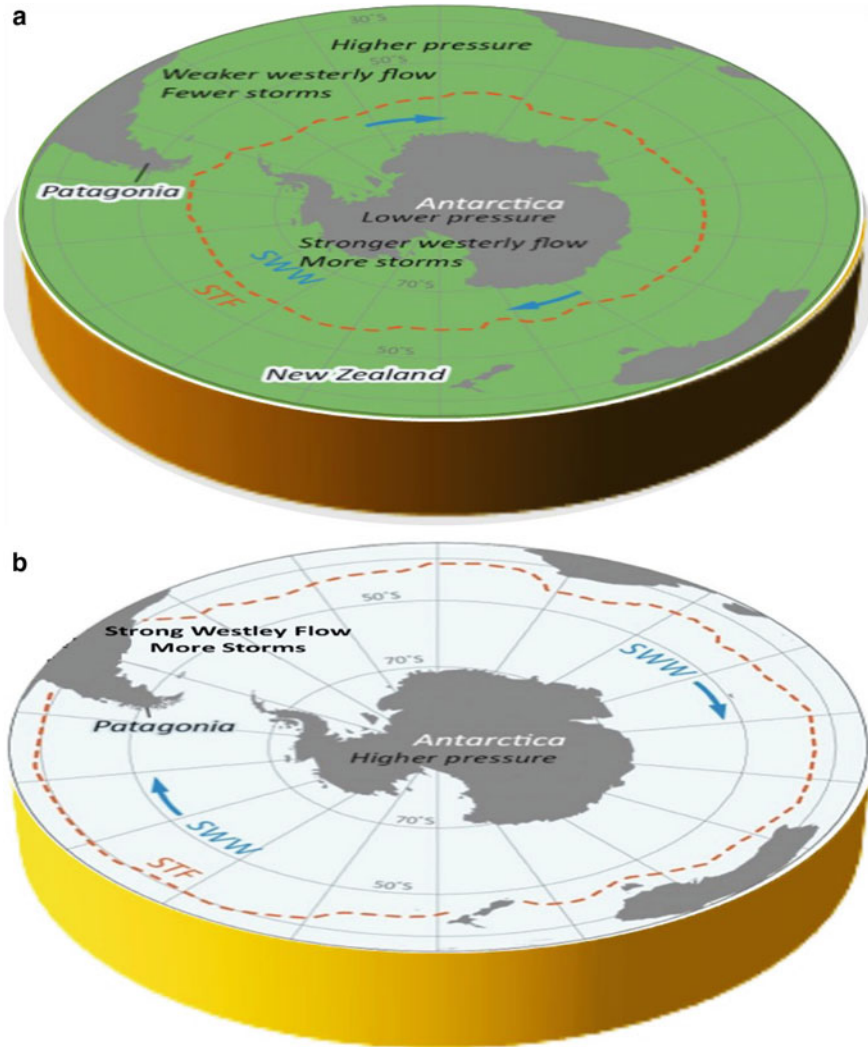 a
30°S
Higher pressure
50°S
Weaker westerly flow
Fewer storms
Patagonia
Antarctica
Lower pressure
Stronger westerly flow
More storms
SWW
70°S
STF
50°S
New Zealand
b
50°S
Strong Westley Flow
More Storms
70°S
SWW
Patagonia
Antarctica
Higher pressure
SWW
70°S
STF
50°S